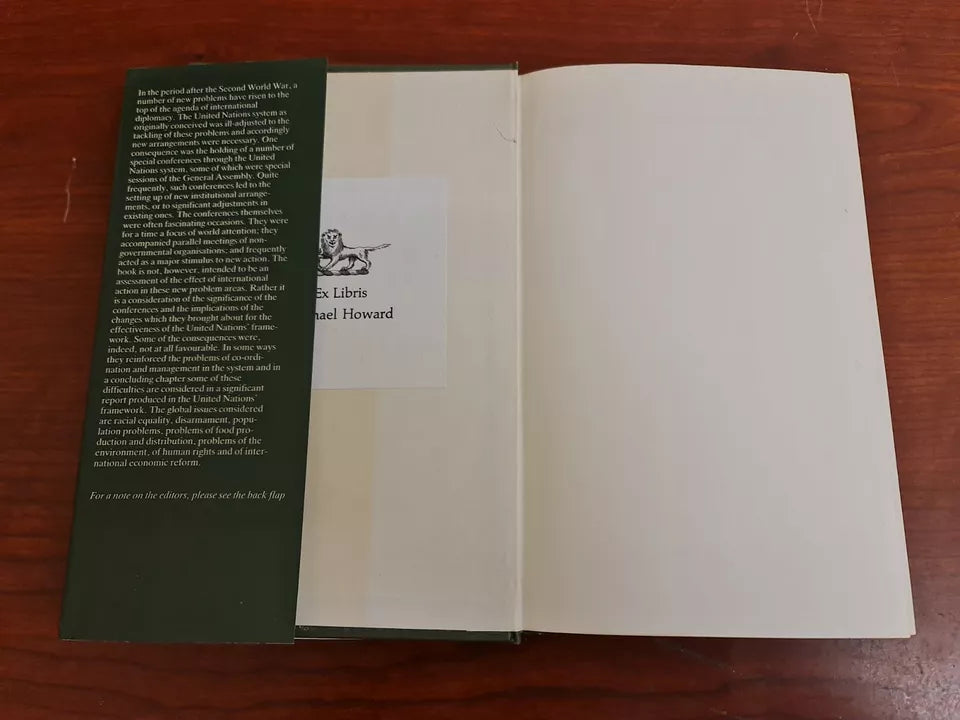 In the period after the Second World War, a
number of new problems have risen to the
top of the agenda of international
diplomacy. The United Nations system as
originally conceived was ill-adjusted to the
tackling of these problems and accordingly
new arrangements were necessary. One
consequence was the holding of a number of
special conferences through the United
Nations system, some of which were special
sessions of the General Assembly. Quite
frequently, such conferences led to the
setting up of new institutional arrange-
ments, or to significant adjustments in
existing ones. The conferences themselves
were often fascinating occasions. They were
for a time a focus of world attention; they
accompanied parallel meetings of non-
governmental organisations; and frequently
acted as a major stimulus to new action. The
book is not, however, intended to be an
assessment of the effect of international
action in these new problem areas. Rather it
is a consideration of the significance of the
conferences and the implications of the
changes which they brought about for the
effectiveness of the United Nations' frame-
work. Some of the consequences were,
indeed, not at all favourable. In some ways
they reinforced the problems of co-ordi-
nation and management in the system and in
a concluding chapter some of these
difficulties are considered in a significant
report produced in the United Nations'
framework. The global issues considered
are racial equality, disarmament, popu-
lation problems, problems of food pro-
duction and distribution, problems of the
environment, of human rights and of inter-
national economic reform.
For a note on the editors, please see the back flap
Ex Libris
hael Howard